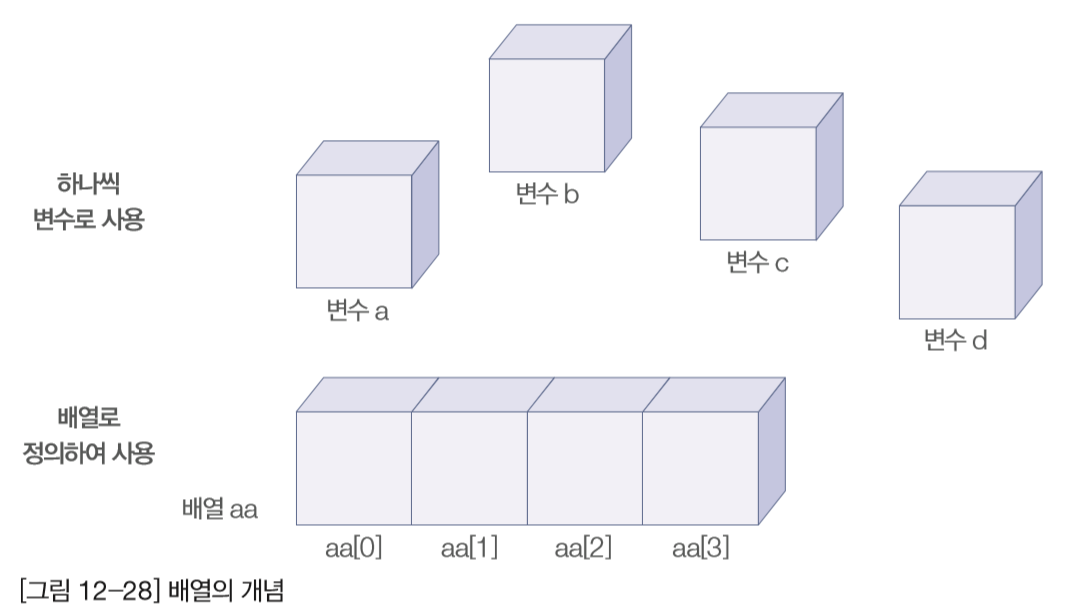 하나씩
변수로 사용
변수 a
변수 b
변수 c
변수 d
배열로
정의하여 사용
배열 aa
aa[0] aa[1] aa[2] aa[3]
[그림 12–28] 배열의 개념